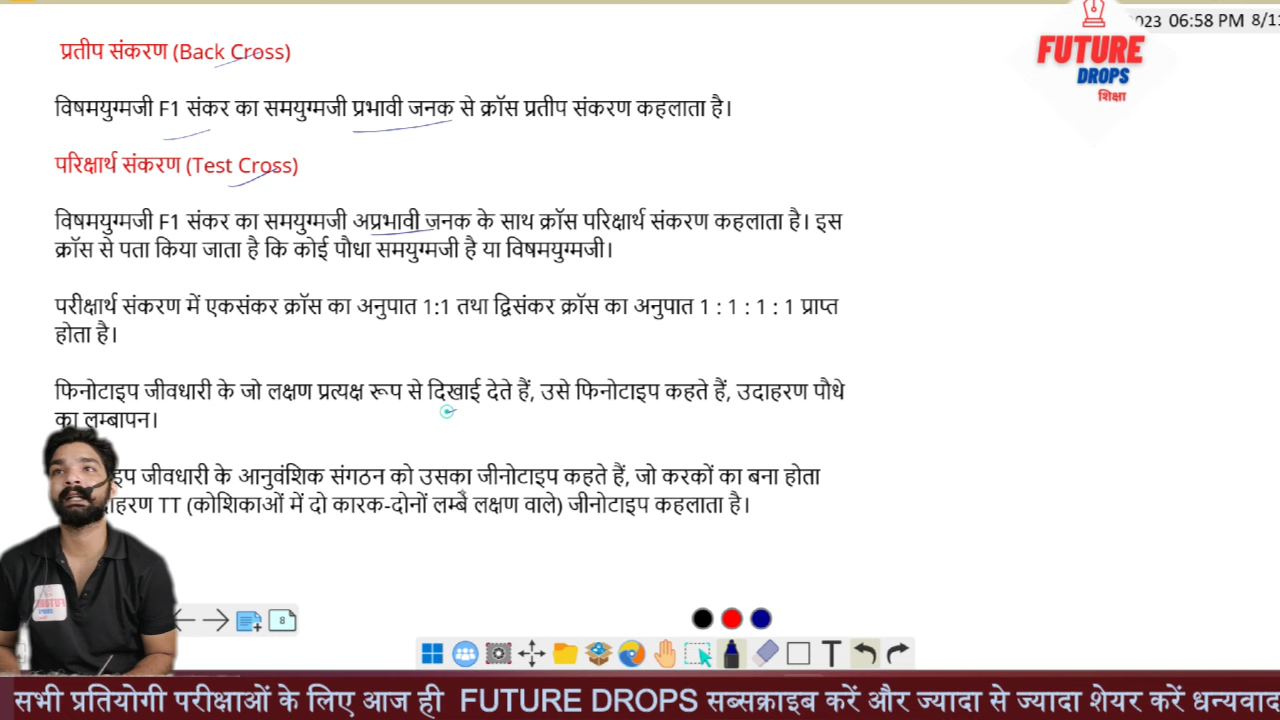 2023 06:58 PM 8/11
FUTURE
DROPS
शिक्षा
प्रतीप संकरण (Back Cross)
विषमयुग्मजी F1 संकर का समयुग्मजी प्रभावी जनक से क्रॉस प्रतीप संकरण कहलाता है।
परिक्षार्थ संकरण (Test Cross)
विषमयुग्मजी F1 संकर का समयुग्मजी अप्रभावी जनक के साथ क्रॉस परिक्षार्थ संकरण कहलाता है। इस
क्रॉस से पता किया जाता है कि कोई पौधा समयुग्मजी है या विषमयुग्मजी।
परीक्षार्थ संकरण में एकसंकर क्रॉस का अनुपात 1:1 तथा द्विसंकर क्रॉस का अनुपात 1 : 1 : 1 : 1 प्राप्त
होता है।
फिनोटाइप जीवधारी के जो लक्षण प्रत्यक्ष रूप से दिखाई देते हैं, उसे फिनोटाइप कहते हैं, उदाहरण पौधे
का लम्बापन।
जीवधारी के आनुवंशिक संगठन को उसका जीनोटाइप कहते हैं, जो करकों का बना होता
TT (कोशिकाओं में दो कारक-दोनों लम्बे लक्षण वाले) जीनोटाइप कहलाता है।
8
T
सभी प्रतियोगी परीक्षाओं के लिए आज ही FUTURE DROPS सब्सक्राइब करें और ज्यादा से ज्यादा शेयर करें धन्यवाद